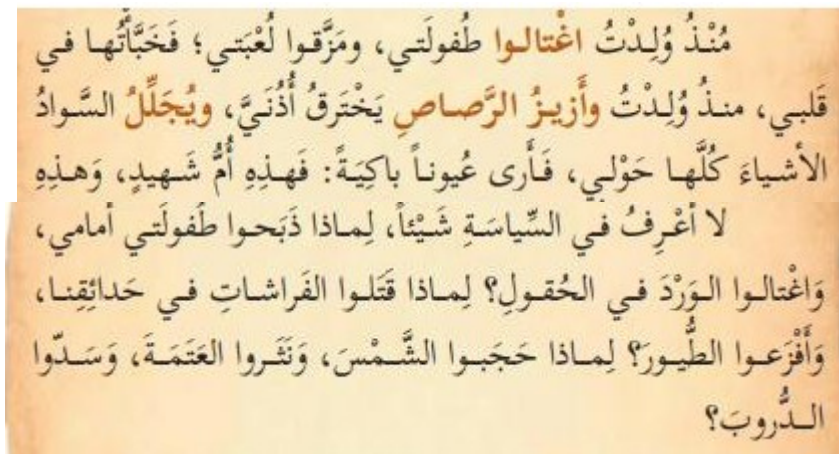 مُنْذُ وُلِدْتُ اغْتالوا طُفولَتي، ومَزَّقوا لُعْبَتي؛ فَخَبَّأْتُها في
قَلبي، منذُ وُلِدْتُ وأَزيزُ الرَّصاصِ يَخْتَرِقُ أُذُنَيَّ، ويُجَلِّلُ السَّوادُ
الأشياءَ كُلَّها حَوْلي، فَأَرى عُيوناً باكِيَةً: فَهذِهِ أُمُّ شَهيدٍ، وَهذِهِ
لا أعْرِفُ في السِّياسَةِ شَيْئاً، لِماذا ذَبَحوا طُفولَتي أمامي،
وَاغْتالوا الوَرْدَ في الحُقولِ؟ لِماذا قَتَلوا الفَراشاتِ في حَدائِقِنا،
وَأَفْزَعوا الطُّيورَ؟ لِماذا حَجَبوا الشَّمْسَ، وَنَثَروا العَتَمَةَ، وَسَدّوا
الدُّروبَ؟